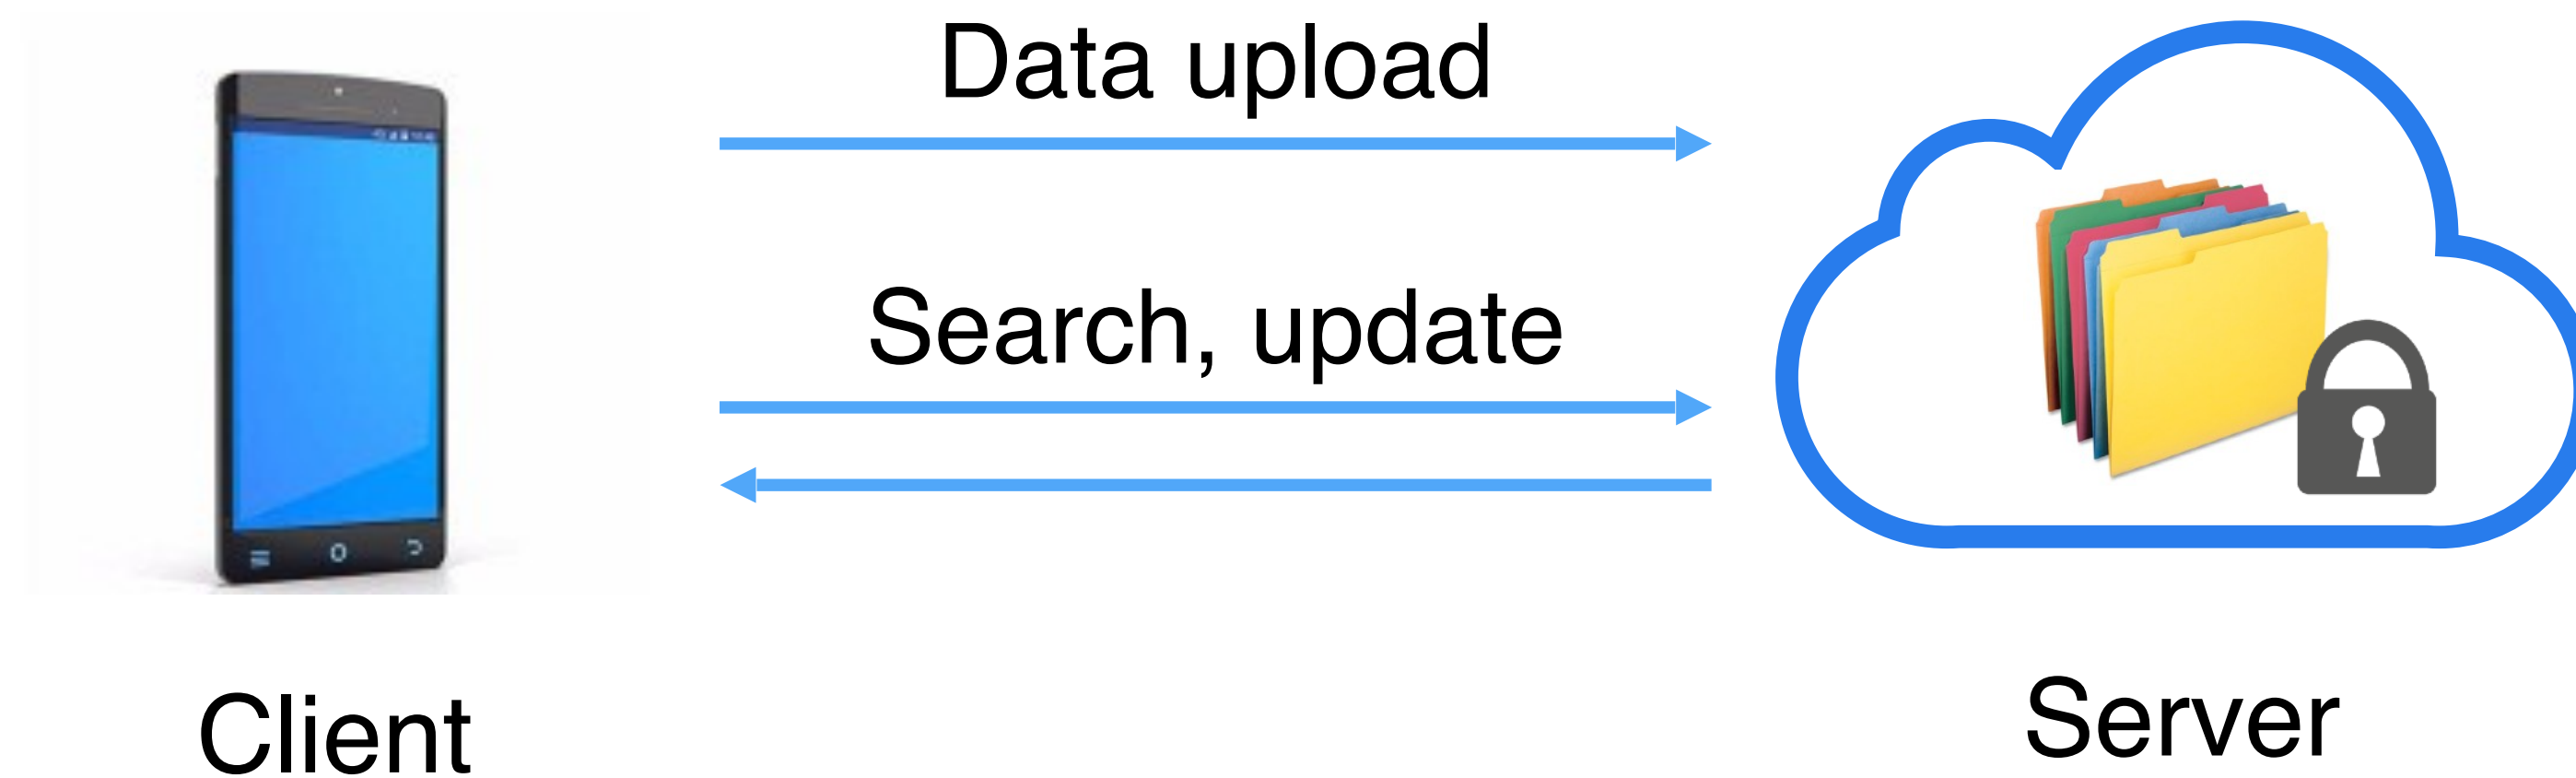 Data upload
Search, update
Client
Server